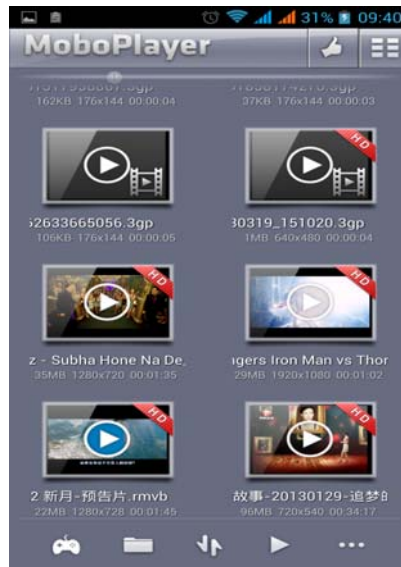 31% 09:40
MoboPlayer
162KB 176x144 00:00:04
37KB 176x144 00:00:03
HD
52633665056.3gp
30319_151020.3gp
106KB 176x144 00:00:05
1MB 640x480 00:00:04
HD
HD
z - Subha Hone Na De,
gers Iron Man vs Thor
35MB 1280x720 00:01:35
29MB 1920x1080 00:01:02
HD
HD
2 新月-预告片.rmvb
故事-20130129-追梦
22MB 1280x728 00:01:45
96MB 720x540 00:34:17